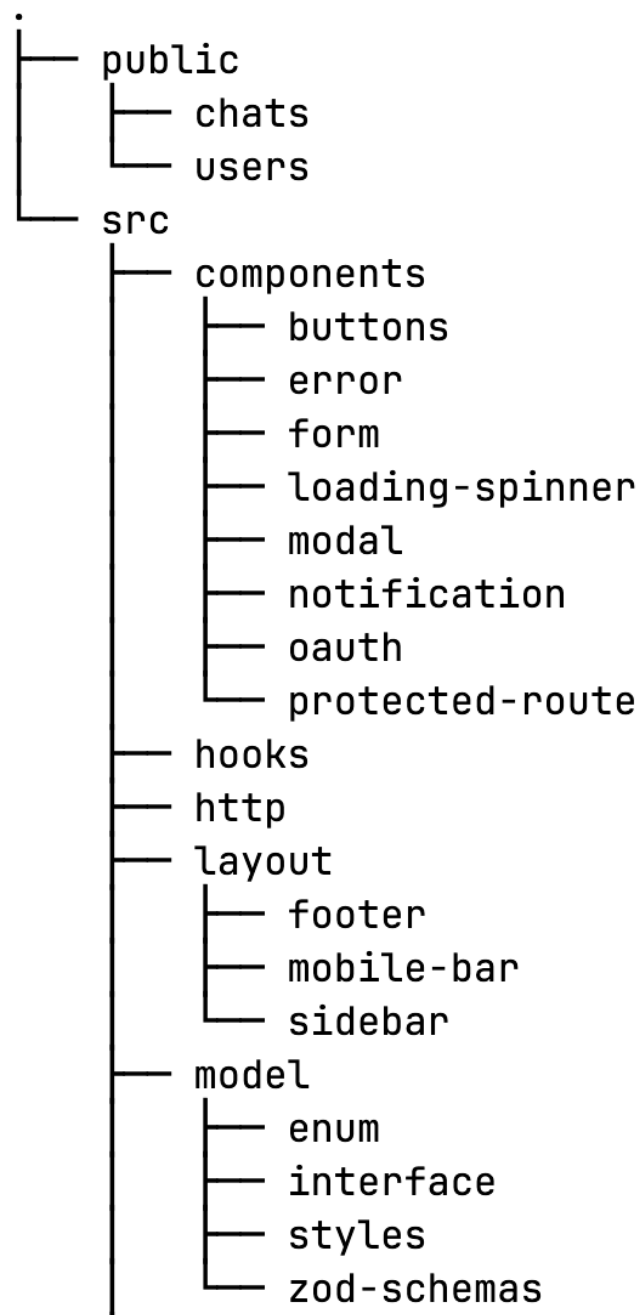 .
├── public
│   ├── chats
│   └── users
└── src
    ├── components
    │   ├── buttons
    │   ├── error
    │   ├── form
    │   ├── loading-spinner
    │   ├── modal
    │   ├── notification
    │   ├── oauth
    │   └── protected-route
    ├── hooks
    ├── http
    ├── layout
    │   ├── footer
    │   ├── mobile-bar
    │   └── sidebar
    ├── model
    │   ├── enum
    │   ├── interface
    │   ├── styles
    │   └── zod-schemas